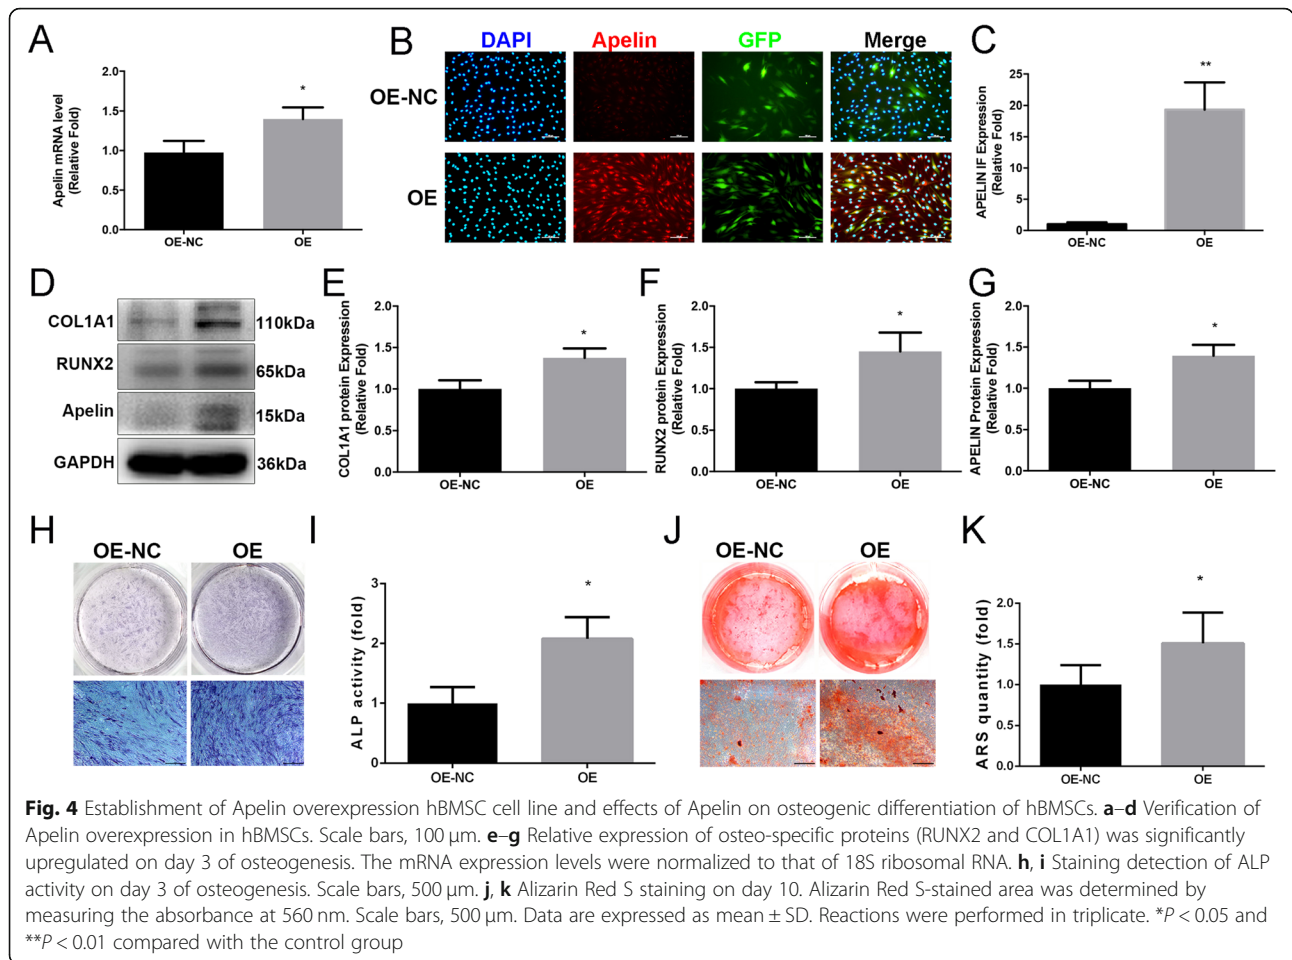 A
Apelin mRNA level
(Relative Fold)
2.0
1.5
1.0
0.5
0.0
*
OE-NC
OE
B
DAPI
Apelin
GFP
Merge
OE-NC
OE
C
APELIN IF Expression
(Relative Fold)
25
20
15
10
5
0
**
OE-NC
OE
D
COL1A1
110kDa
RUNX2
65kDa
Apelin
15kDa
GAPDH
36kDa
E
COL1A1 protein Expression
(Relative Fold)
2.0
1.5
1.0
0.5
0.0
*
OE-NC
OE
F
RUNX2 protein Expression
(Relative Fold)
2.0
1.5
1.0
0.5
0.0
*
OE-NC
OE
G
APELIN Protein Expression
(Relative Fold)
2.0
1.5
1.0
0.5
0.0
*
OE-NC
OE
H
OE-NC
OE
I
ALP activity (fold)
3
2
1
0
*
OE-NC
OE
J
OE-NC
OE
K
ARS quantity (fold)
2.0
1.5
1.0
0.5
0.0
*
OE-NC
OE
Fig. 4 Establishment of Apelin overexpression hBMSC cell line and effects of Apelin on osteogenic differentiation of hBMSCs. a–d Verification of
Apelin overexpression in hBMSCs. Scale bars, 100 μm. e–g Relative expression of osteo-specific proteins (RUNX2 and COL1A1) was significantly
upregulated on day 3 of osteogenesis. The mRNA expression levels were normalized to that of 18S ribosomal RNA. h, i Staining detection of ALP
activity on day 3 of osteogenesis. Scale bars, 500 μm. j, k Alizarin Red S staining on day 10. Alizarin Red S-stained area was determined by
measuring the absorbance at 560 nm. Scale bars, 500 μm. Data are expressed as mean ± SD. Reactions were performed in triplicate. *P < 0.05 and
**P < 0.01 compared with the control group